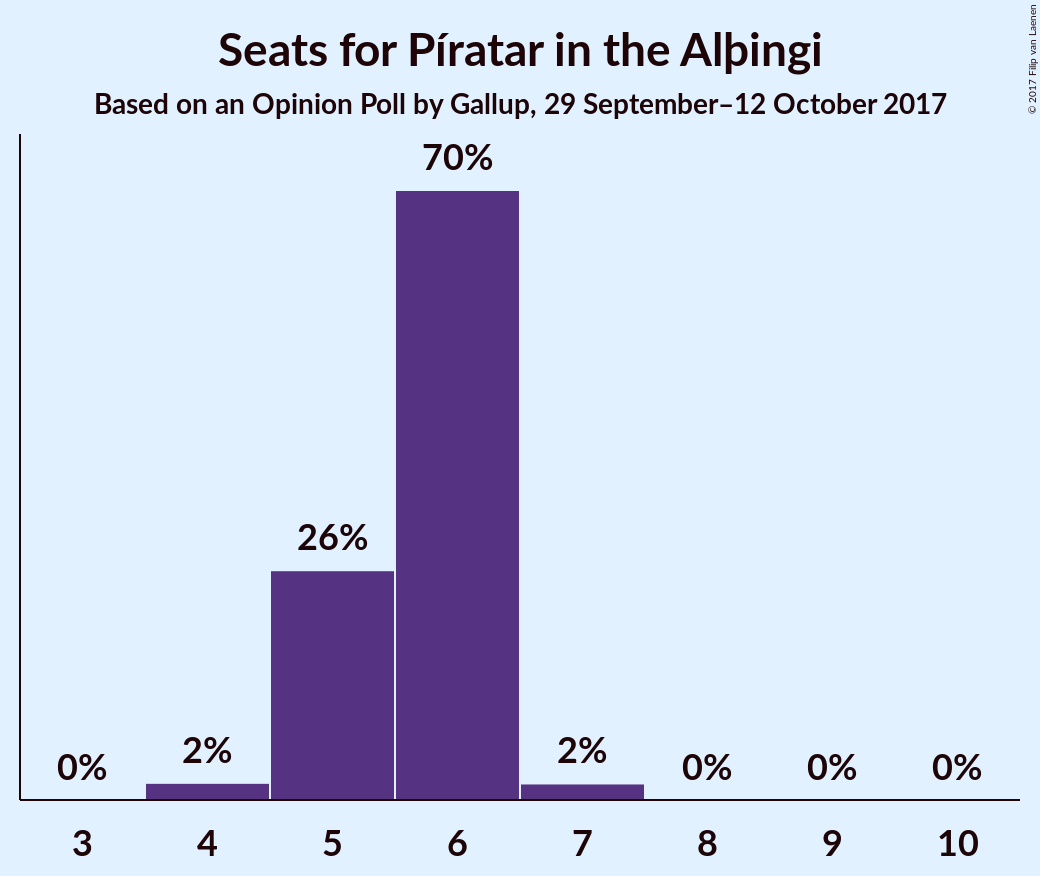 Seats for Píratar in the Alþingi
Based on an Opinion Poll by Gallup, 29 September–12 October 2017
© 2017 Filip van Laenen
70%
26%
2%
2%
0%
0%
0%
0%
3 4 5 6 7 8 9 10